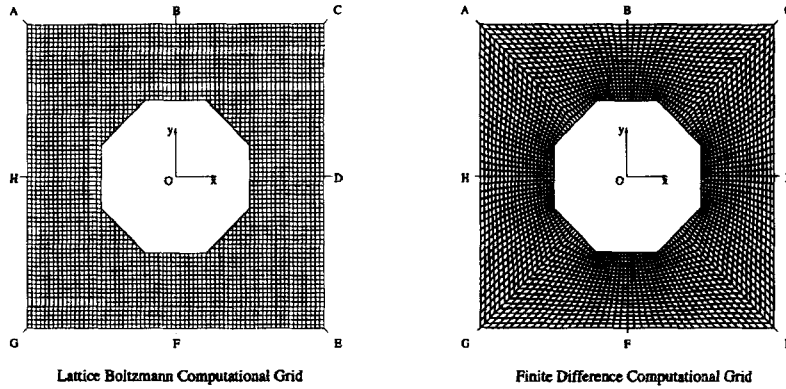 A B C
y
H O x D
G F E
Lattice Boltzmann Computational Grid
A B
y
H O x
G F
Finite Difference Computational Grid